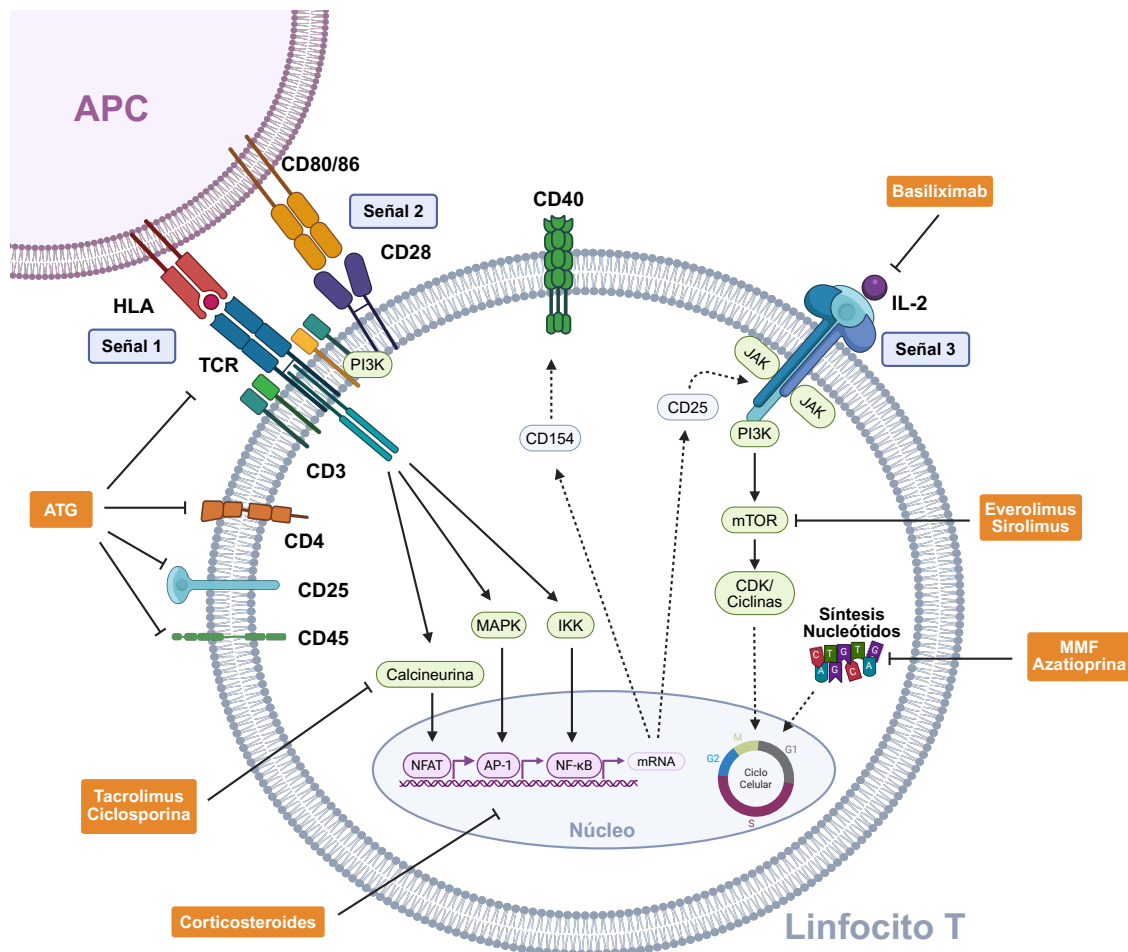 APC
CD80/86
Señal 2
CD28
CD40
Basiliximab
IL-2
Señal 3
HLA
Señal 1
TCR
PI3K
JAK
JAK
CD25
PI3K
CD154
CD3
ATG
CD4
CD25
CD45
mTOR
Everolimus
Sirolimus
CDK/
Ciclinas
MAPK
IKK
Síntesis
Nucleótidos
C T G T G
A G C A
MMF
Azatioprina
Calcineurina
NFAT
AP-1
NF-κB
mRNA
M
G1
G2
Ciclo
Celular
S
Núcleo
Tacrolimus
Ciclosporina
Corticosteroides
Linfocito T